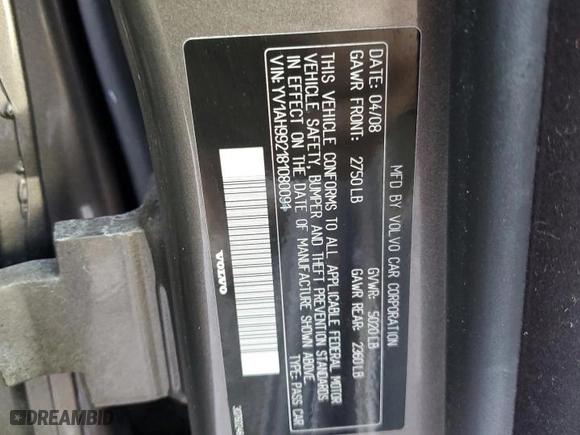 MFD BY VOLVO CAR CORPORATION
DATE: 04/08 GVWR: 5020 LB
GAWR FRONT: 2750 LB GAWR REAR: 2360 LB
THIS VEHICLE CONFORMS TO ALL APPLICABLE FEDERAL MOTOR
VEHICLE, SAFETY, BUMPER AND THEFT PREVENTION STANDARDS
IN EFFECT ON THE DATE OF MANUFACTURE SHOWN ABOVE.
VIN: YV1AH992181080094 TYPE: PASS CAR
VOLVO
DREAMBID